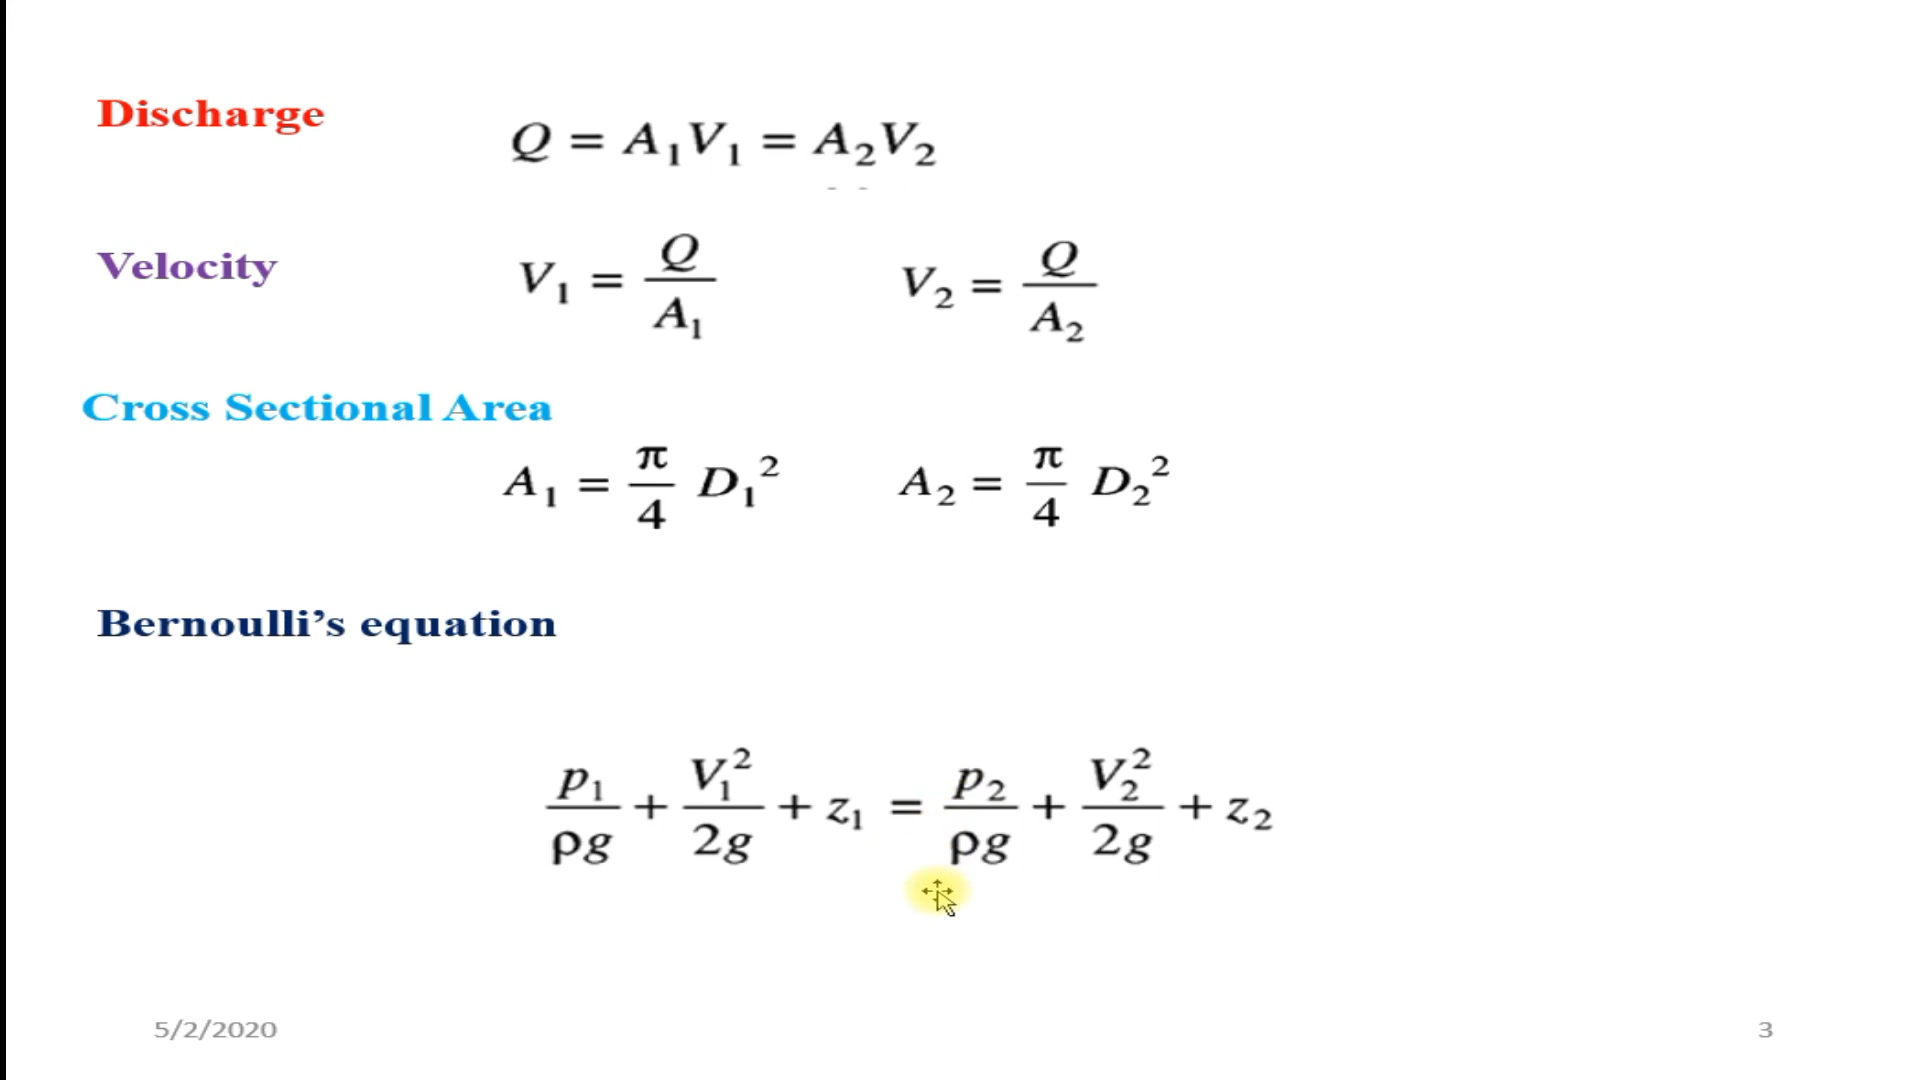 Discharge
Q = A₁V₁ = A₂V₂
Velocity
V₁ = Q/A₁ V₂ = Q/A₂
Cross Sectional Area
A₁ = π/4 D₁² A₂ = π/4 D₂²
Bernoulli’s equation
p₁/ρg + V₁²/2g + z₁ = p₂/ρg + V₂²/2g + z₂
5/2/2020 3